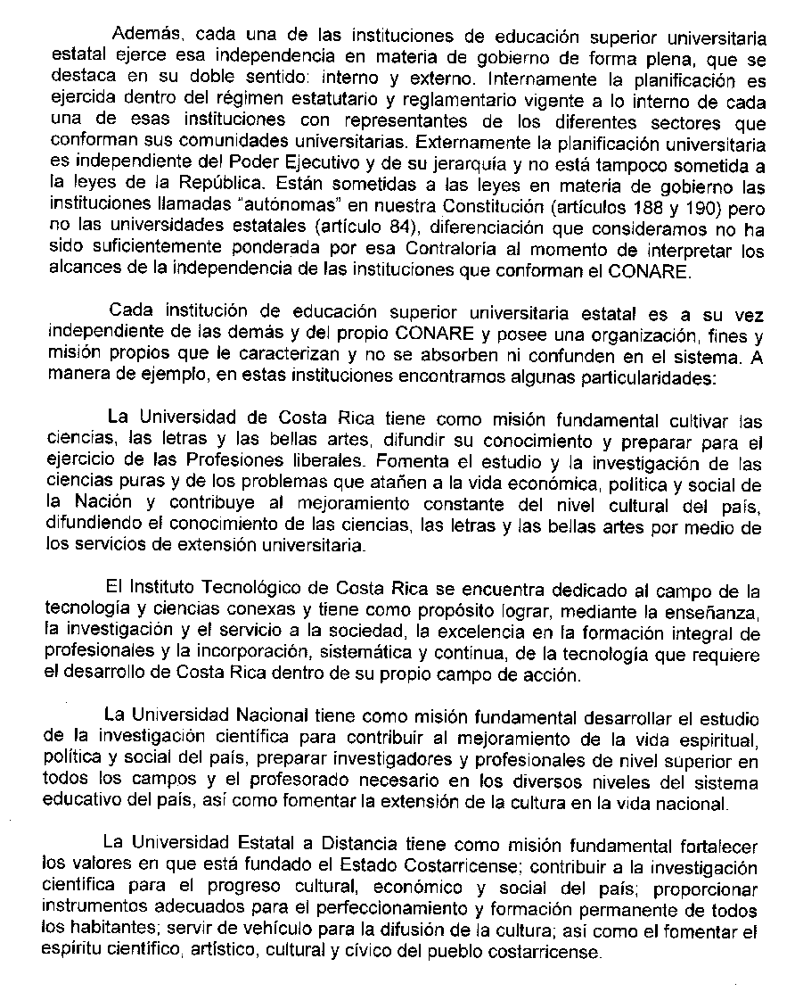 Además, cada una de las instituciones de educación superior universitaria
estatal ejerce esa independencia en materia de gobierno de forma plena, que se
destaca en su doble sentido: interno y externo. Internamente la planificación es
ejercida dentro del régimen estatutario y reglamentario vigente a lo interno de cada
una de esas instituciones con representantes de los diferentes sectores que
conforman sus comunidades universitarias. Externamente la planificación universitaria
es independiente del Poder Ejecutivo y de su jerarquía y no está tampoco sometida a
la leyes de la República. Están sometidas a las leyes en materia de gobierno las
instituciones llamadas "autónomas" en nuestra Constitución (artículos 188 y 190) pero
no las universidades estatales (artículo 84), diferenciación que consideramos no ha
sido suficientemente ponderada por esa Contraloría al momento de interpretar los
alcances de la independencia de las instituciones que conforman el CONARE.

Cada institución de educación superior universitaria estatal es a su vez
independiente de las demás y del propio CONARE y posee una organización, fines y
misión propios que le caracterizan y no se absorben ni confunden en el sistema. A
manera de ejemplo, en estas instituciones encontramos algunas particularidades:

La Universidad de Costa Rica tiene como misión fundamental cultivar las
ciencias, las letras y las bellas artes, difundir su conocimiento y preparar para el
ejercicio de las Profesiones liberales. Fomenta el estudio y la investigación de las
ciencias puras y de los problemas que atañen a la vida económica, política y social de
la Nación y contribuye al mejoramiento constante del nivel cultural del país,
difundiendo el conocimiento de las ciencias, las letras y las bellas artes por medio de
los servicios de extensión universitaria.

El Instituto Tecnológico de Costa Rica se encuentra dedicado al campo de la
tecnología y ciencias conexas y tiene como propósito lograr, mediante la enseñanza,
la investigación y el servicio a la sociedad, la excelencia en la formación integral de
profesionales y la incorporación, sistemática y continua, de la tecnología que requiere
el desarrollo de Costa Rica dentro de su propio campo de acción.

La Universidad Nacional tiene como misión fundamental desarrollar el estudio
de la investigación científica para contribuir al mejoramiento de la vida espiritual,
política y social del país, preparar investigadores y profesionales de nivel superior en
todos los campos y el profesorado necesario en los diversos niveles del sistema
educativo del país, así como fomentar la extensión de la cultura en la vida nacional.

La Universidad Estatal a Distancia tiene como misión fundamental fortalecer
los valores en que está fundado el Estado Costarricense; contribuir a la investigación
científica para el progreso cultural, económico y social del país; proporcionar
instrumentos adecuados para el perfeccionamiento y formación permanente de todos
los habitantes; servir de vehículo para la difusión de la cultura; así como el fomentar el
espíritu científico, artístico, cultural y cívico del pueblo costarricense.